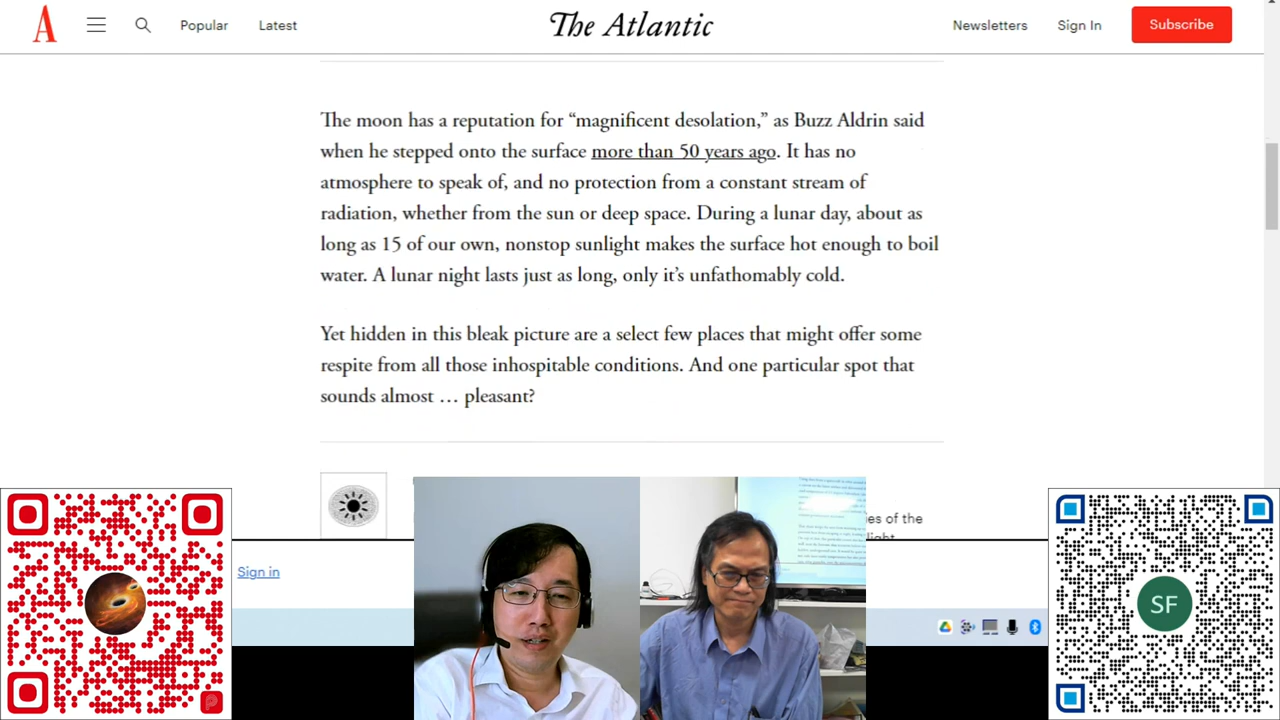 Popular
Latest
The Atlantic
Newsletters
Sign In
Subscribe
The moon has a reputation for “magnificent desolation,” as Buzz Aldrin said
when he stepped onto the surface more than 50 years ago. It has no
atmosphere to speak of, and no protection from a constant stream of
radiation, whether from the sun or deep space. During a lunar day, about as
long as 15 of our own, nonstop sunlight makes the surface hot enough to boil
water. A lunar night lasts just as long, only it’s unfathomably cold.
Yet hidden in this bleak picture are a select few places that might offer some
respite from all those inhospitable conditions. And one particular spot that
sounds almost … pleasant?
of the
Sign in
SF